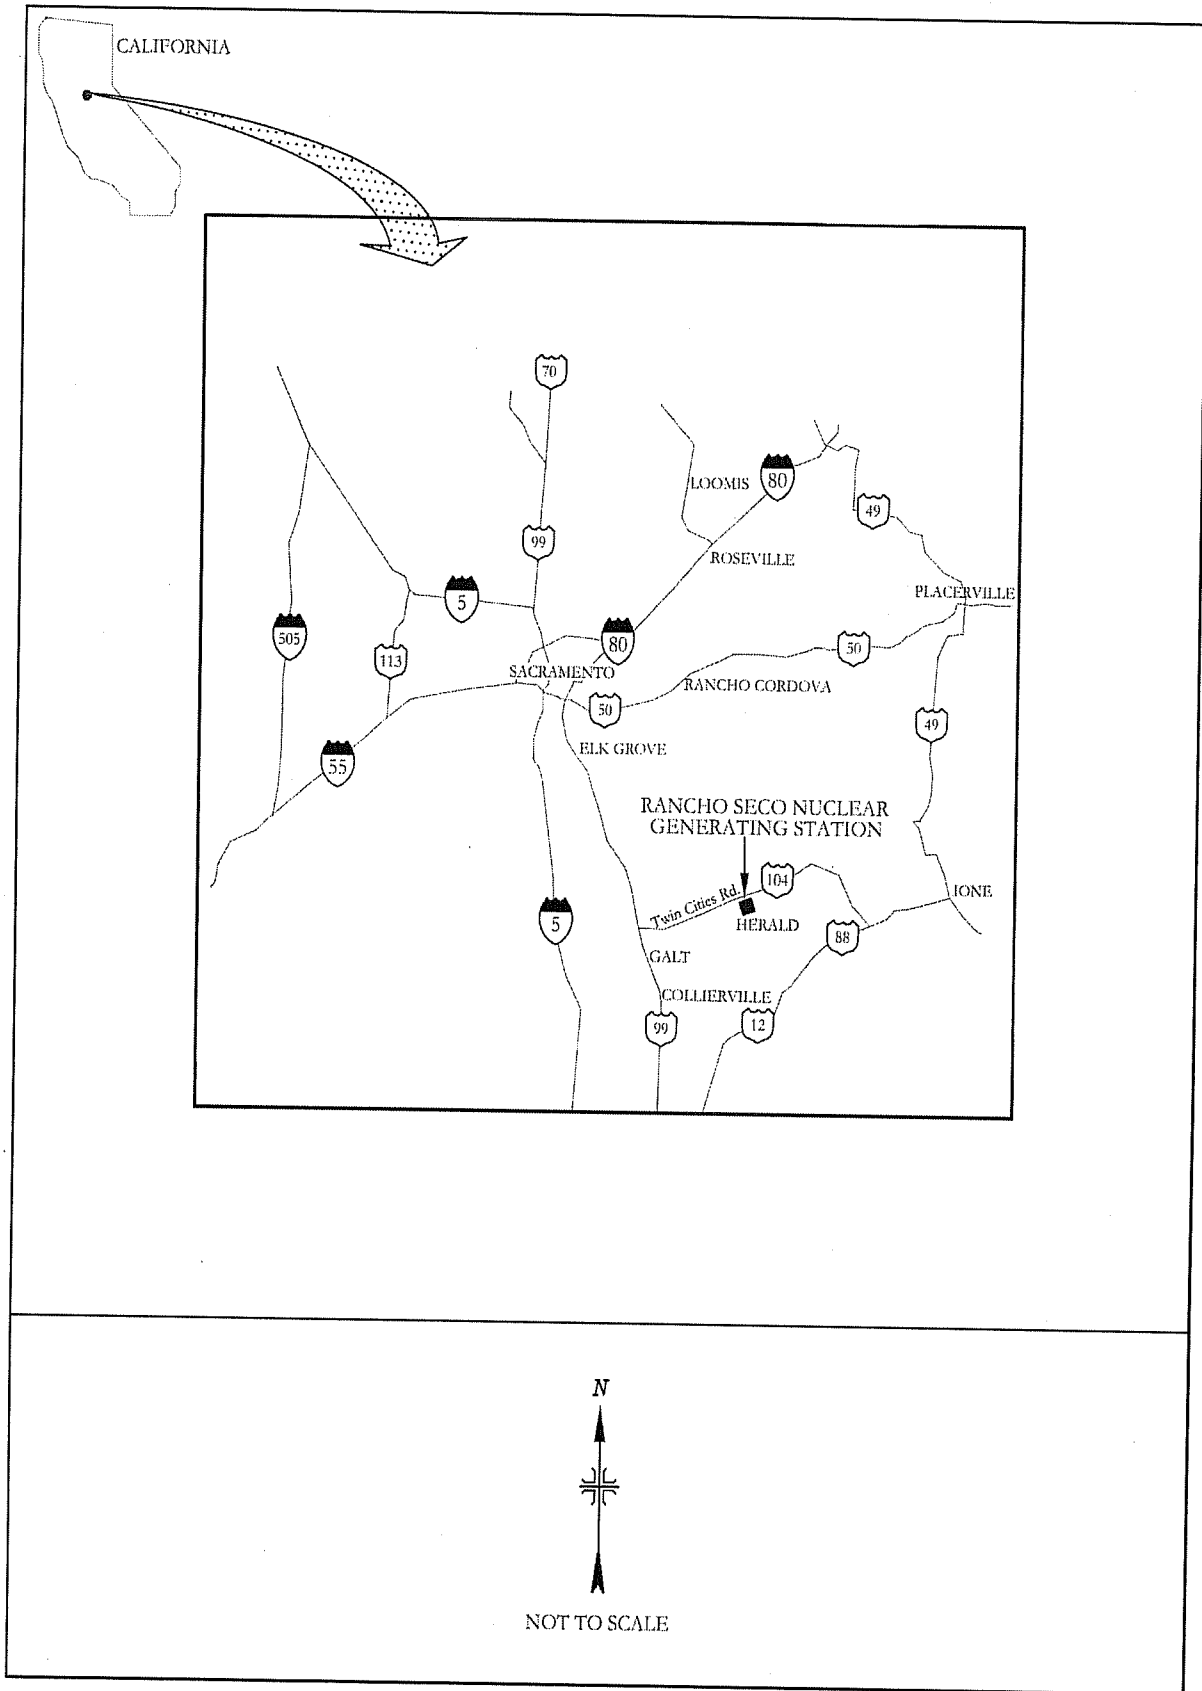 CALIFORNIA
70
LOOMIS
80
49
99
ROSEVILLE
PLACERVILLE
5
505
113
80
50
SACRAMENTO
RANCHO CORDOVA
50
49
ELK GROVE
55
RANCHO SECO NUCLEAR
GENERATING STATION
104
IONE
Twin Cities Rd.
HERALD
5
88
GALT
COLLIERVILLE
99
12
N
NOT TO SCALE